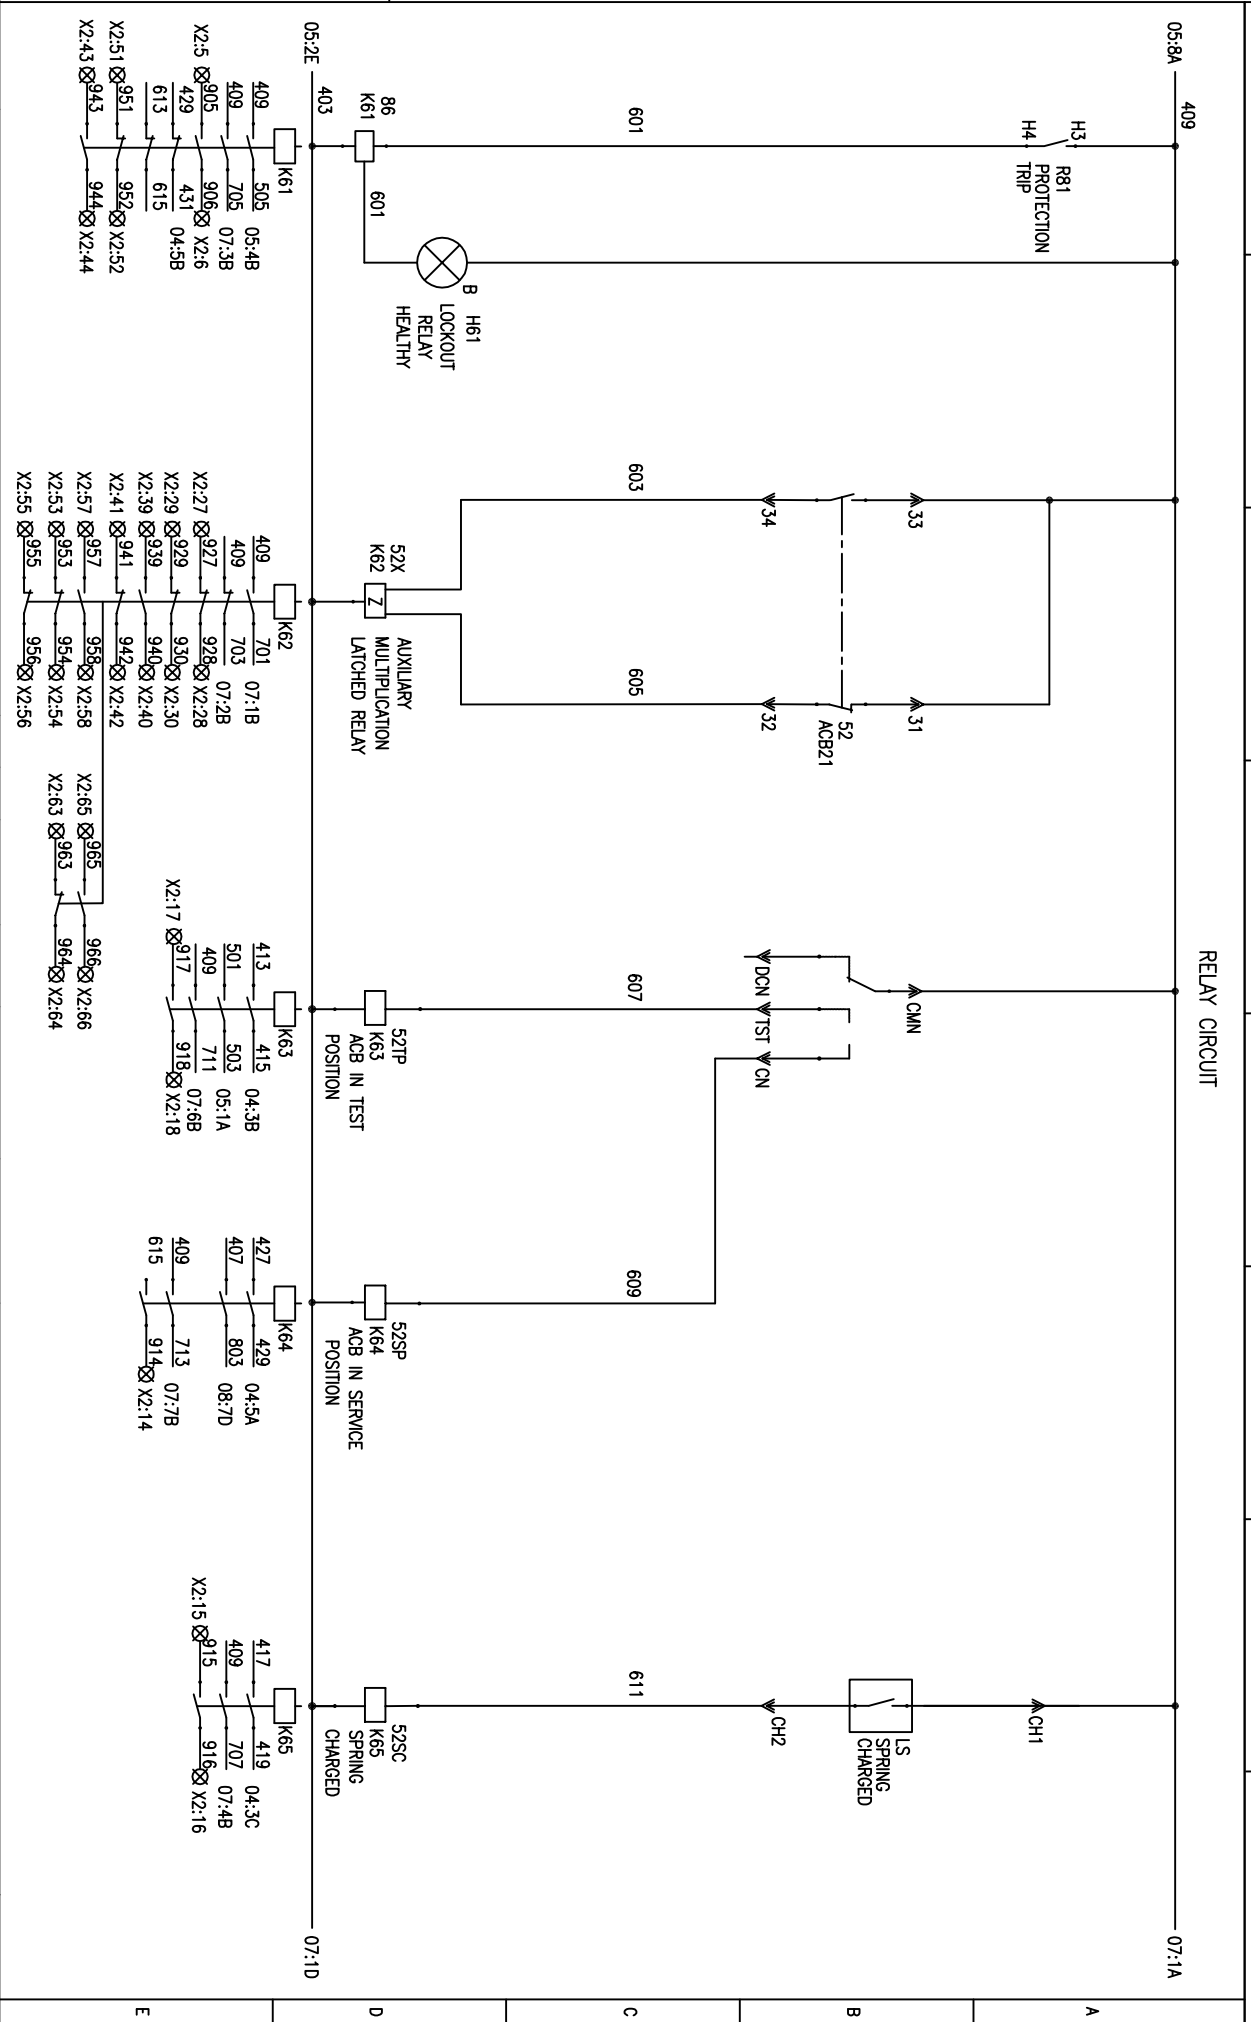 RELAY CIRCUIT
05:8A
409
07:1A
H3
H4
R81
PROTECTION
TRIP
601
86
K61
601
B
H61
LOCKOUT
RELAY
HEALTHY
33
34
31
32
52
ACB21
603
605
52X
K62
Z
AUXILIARY
MULTIPLICATION
LATCHED RELAY
CMN
DCN
TST
CN
607
52TP
K63
ACB IN TEST
POSITION
609
52SP
K64
ACB IN SERVICE
POSITION
CH1
LS
SPRING
CHARGED
CH2
611
52SC
K65
SPRING
CHARGED
05:2E
403
07:1D
K61
409 505 05:4B
409 705 07:3B
X2:5 905 906 X2:6
429 431 04:5B
613 615
X2:51 951 952 X2:52
X2:43 943 944 X2:44
K62
409 701 07:1B
409 703 07:2B
X2:27 927 928 X2:28
X2:29 929 930 X2:30
X2:39 939 940 X2:40
X2:41 941 942 X2:42
X2:57 957 958 X2:58
X2:53 953 954 X2:54
X2:55 955 956 X2:56
X2:65 965 966 X2:66
X2:63 963 964 X2:64
K63
413 415 04:3B
501 503 05:1A
409 711 07:6B
X2:17 917 918 X2:18
K64
427 429 04:5A
407 803 08:7D
409 713 07:7B
615 914 X2:14
K65
417 419 04:3C
409 707 07:4B
X2:15 915 916 X2:16
A
B
C
D
E